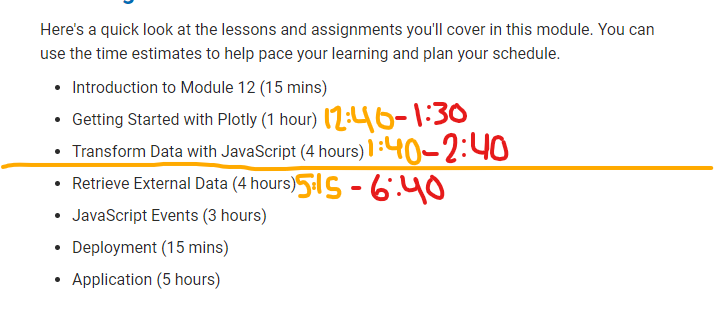 Here's a quick look at the lessons and assignments you'll cover in this module. You can
use the time estimates to help pace your learning and plan your schedule.
• Introduction to Module 12 (15 mins)
• Getting Started with Plotly (1 hour) 12:40-1:30
• Transform Data with JavaScript (4 hours) 1:40-2:40
• Retrieve External Data (4 hours) 5:15 - 6:40
• JavaScript Events (3 hours)
• Deployment (15 mins)
• Application (5 hours)